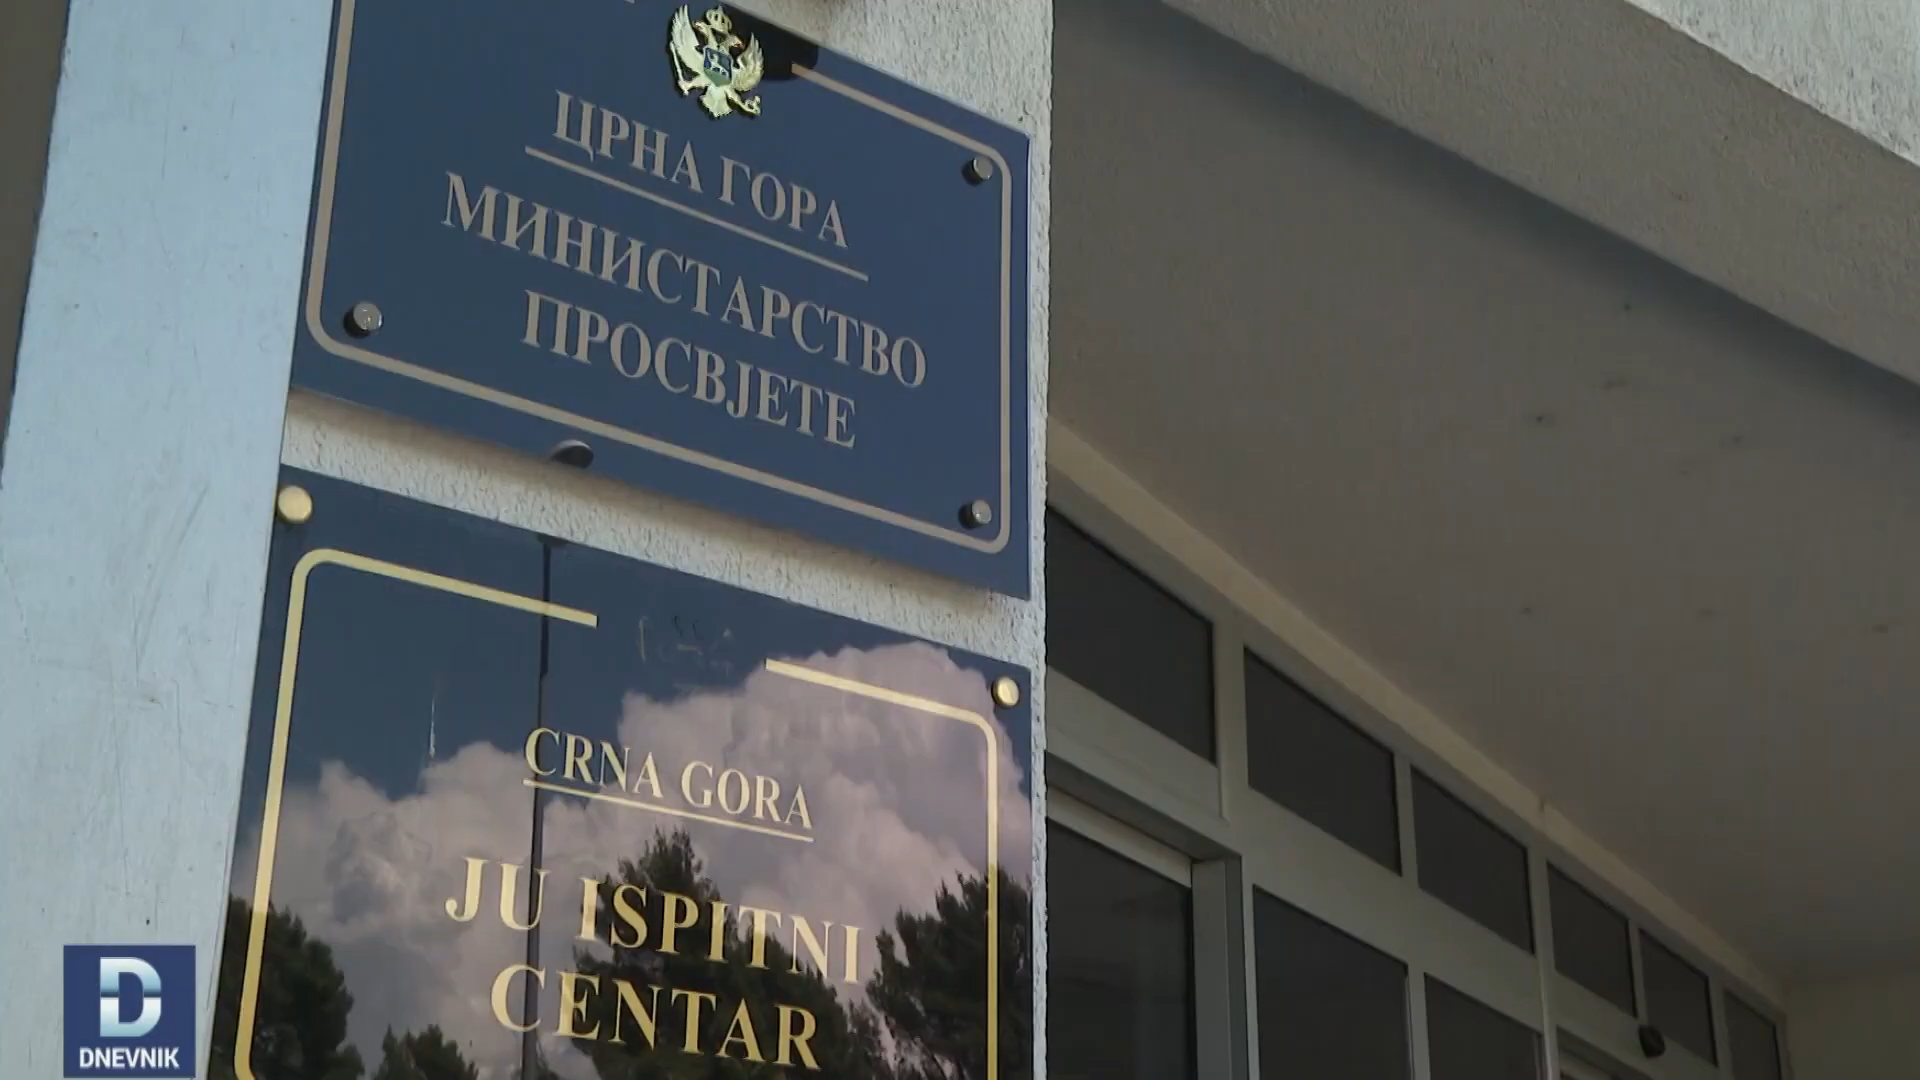 ЦРНА ГОРА
МИНИСТАРСТВО
ПРОСВЈЕТЕ
CRNA GORA
JU ISPITNI
CENTAR
DNEVNIK